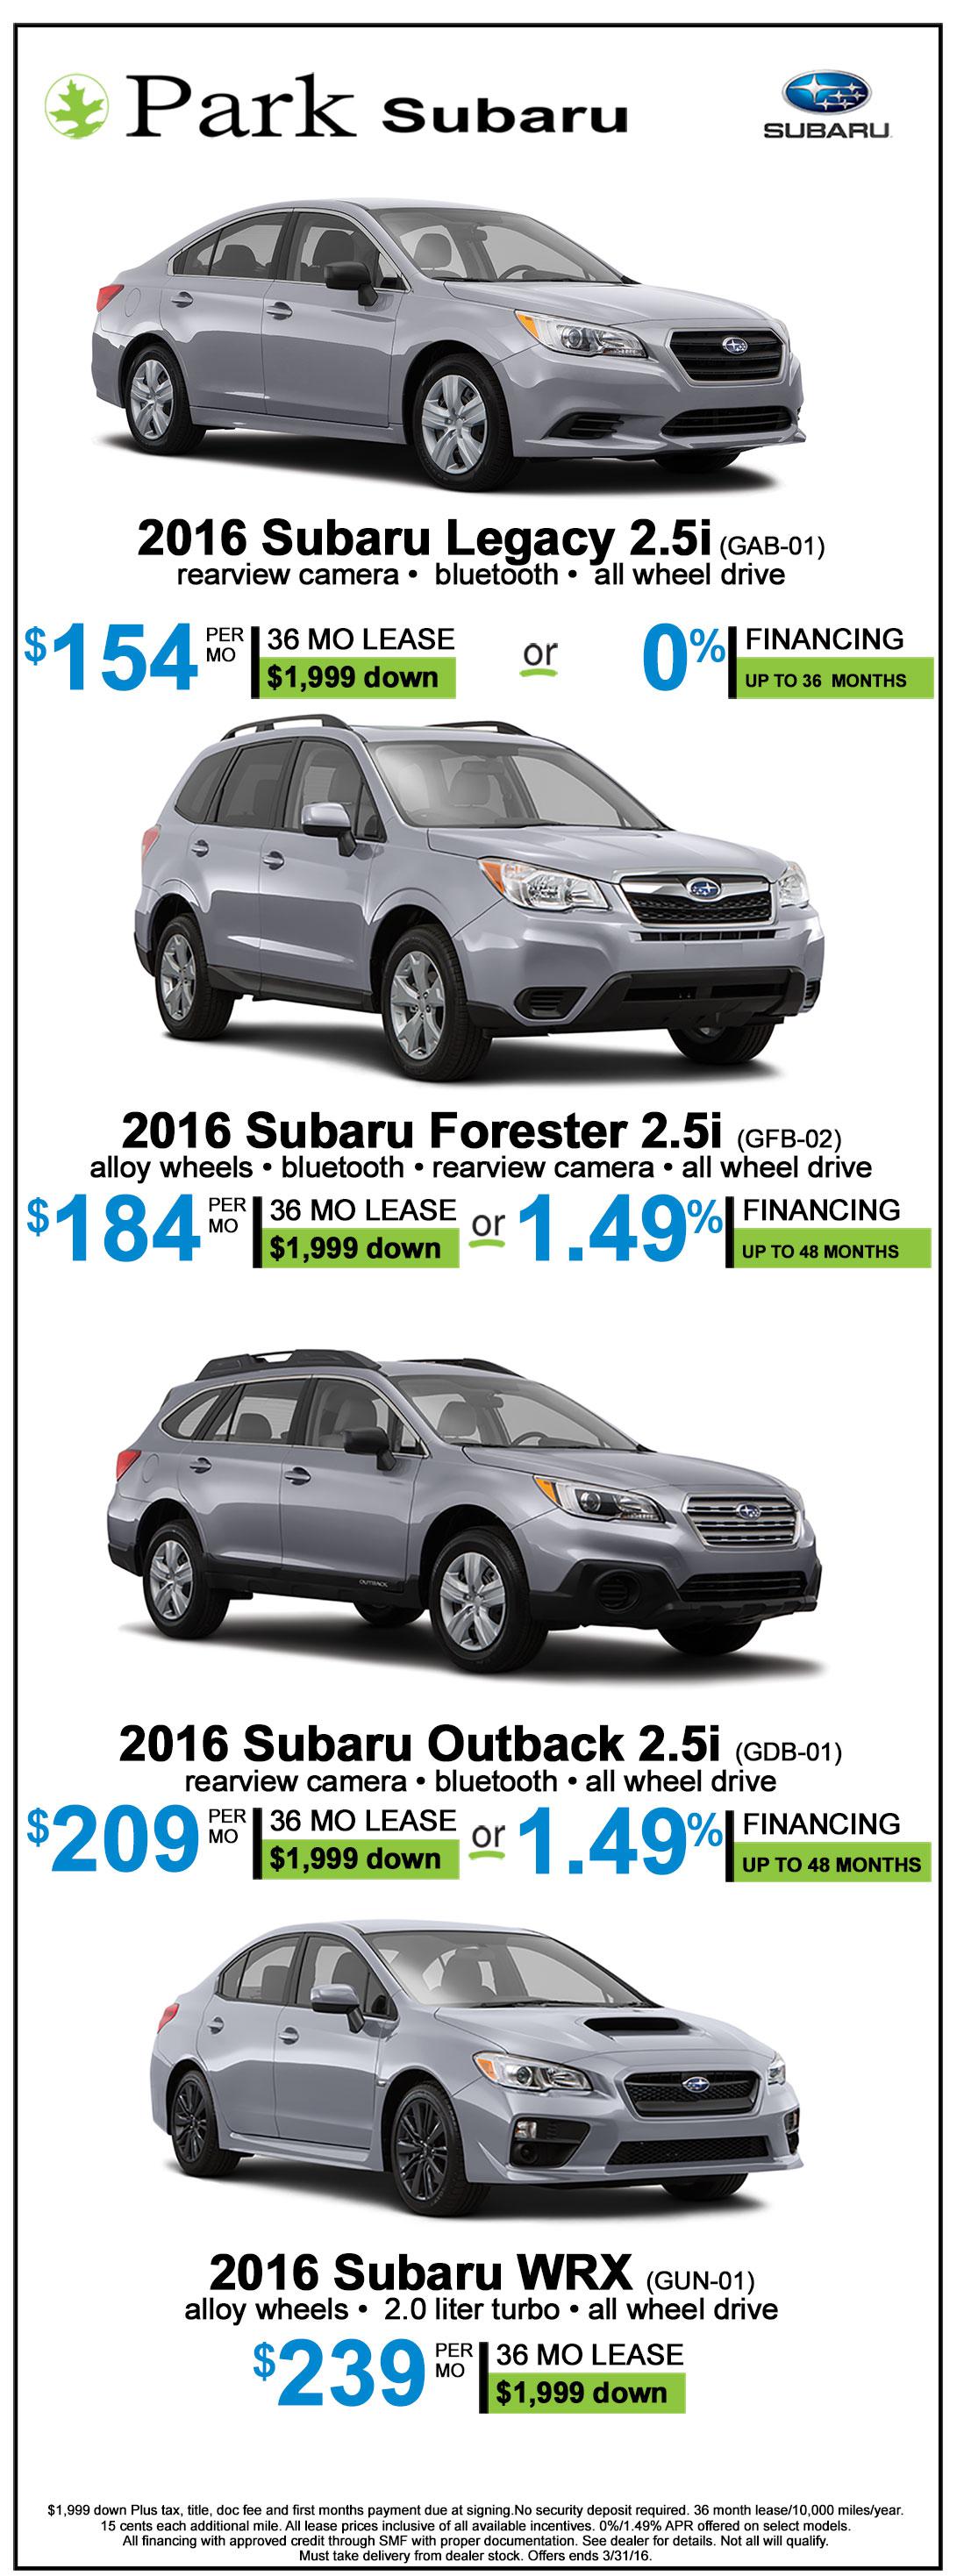 Park Subaru
SUBARU
2016 Subaru Legacy 2.5i (GAB-01)
rearview camera • bluetooth • all wheel drive
$154 PER MO 36 MO LEASE $1,999 down or 0% FINANCING UP TO 36 MONTHS
2016 Subaru Forester 2.5i (GFB-02)
alloy wheels • bluetooth • rearview camera • all wheel drive
$184 PER MO 36 MO LEASE $1,999 down or 1.49% FINANCING UP TO 48 MONTHS
OUTBACK
2016 Subaru Outback 2.5i (GDB-01)
rearview camera • bluetooth • all wheel drive
$209 PER MO 36 MO LEASE $1,999 down or 1.49% FINANCING UP TO 48 MONTHS
2016 Subaru WRX (GUN-01)
alloy wheels • 2.0 liter turbo • all wheel drive
$239 PER MO 36 MO LEASE $1,999 down
$1,999 down Plus tax, title, doc fee and first months payment due at signing.No security deposit required. 36 month lease/10,000 miles/year.
15 cents each additional mile. All lease prices inclusive of all available incentives. 0%/1.49% APR offered on select models.
All financing with approved credit through SMF with proper documentation. See dealer for details. Not all will qualify.
Must take delivery from dealer stock. Offers ends 3/31/16.